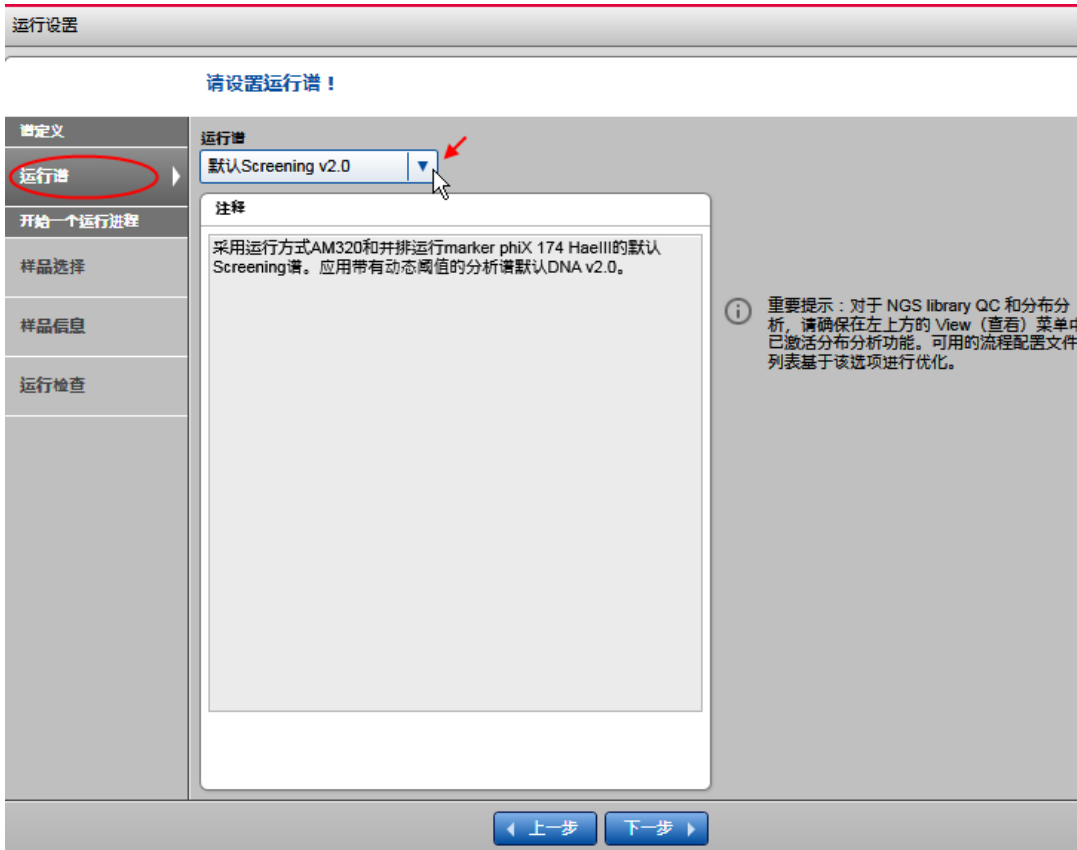 运行设置
请设置运行谱！
谱定义
运行谱
开始一个运行进程
样品选择
样品信息
运行检查
运行谱
默认Screening v2.0
注释
采用运行方式AM320和并排运行marker phiX 174 HaeIII的默认
Screening谱。应用带有动态阈值的分析谱默认DNA v2.0。
重要提示：对于 NGS library QC 和分布分
析，请确保在左上方的 View（查看）菜单中
已激活分布分析功能。可用的流程配置文件
列表基于该选项进行优化。
上一步
下一步